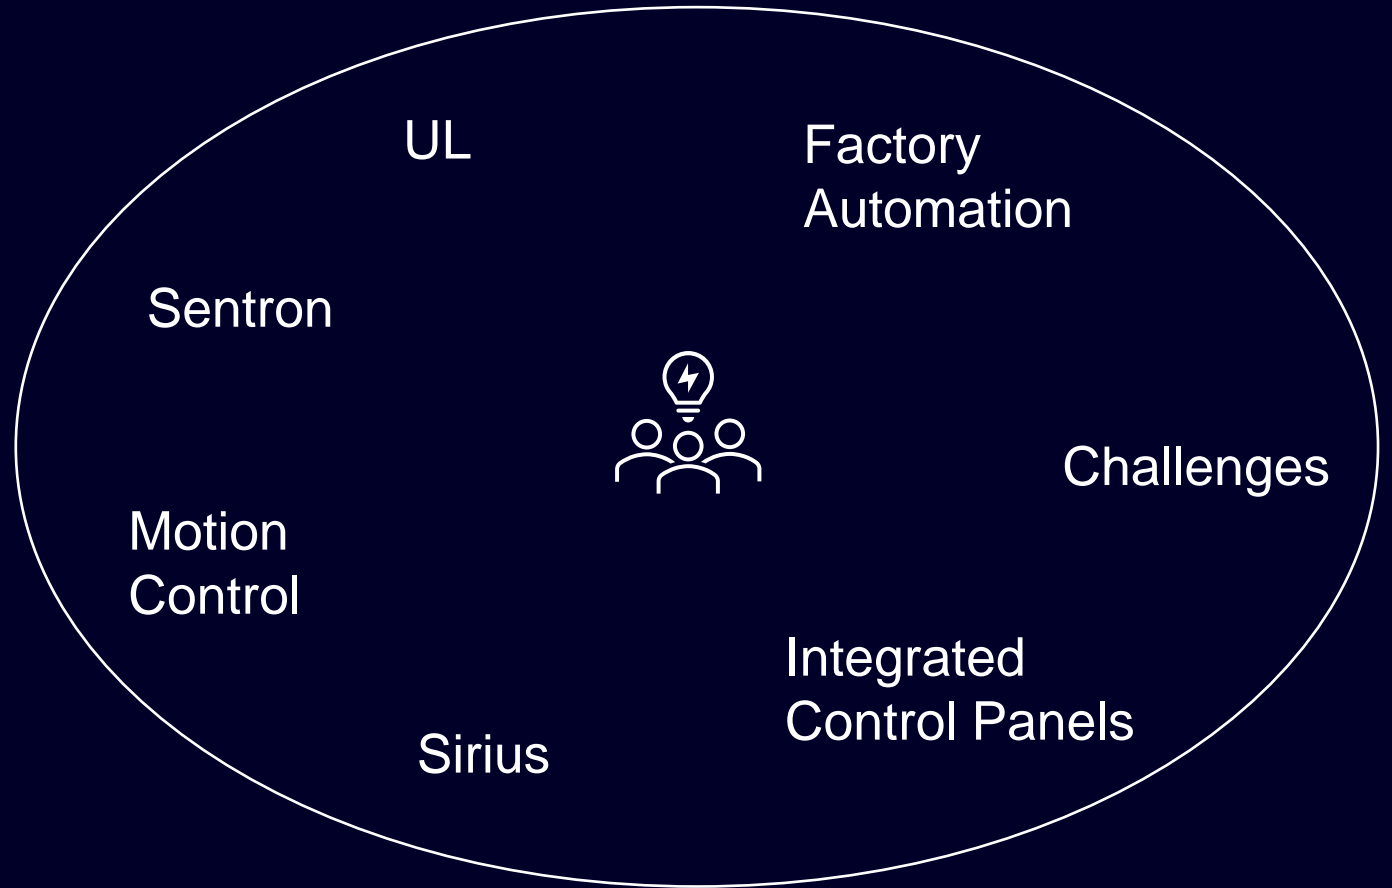 UL
Factory
Automation
Sentron
Challenges
Motion
Control
Integrated
Control Panels
Sirius